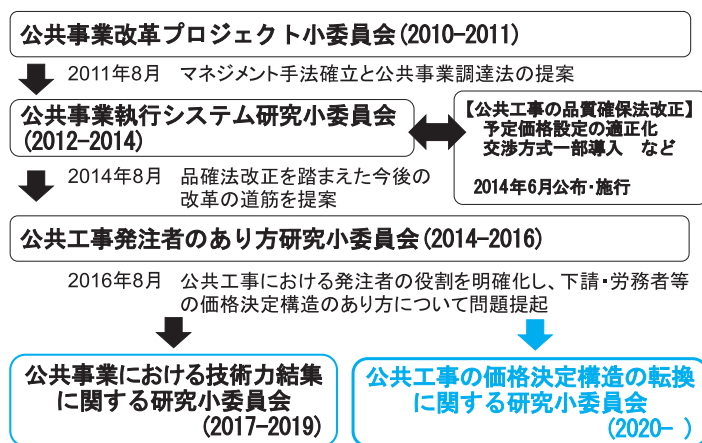 公共事業改革プロジェクト小委員会(2010-2011)
2011年8月 マネジメント手法確立と公共事業調達法の提案
公共事業執行システム研究小委員会
(2012-2014)
【公共工事の品質確保法改正】
予定価格設定の適正化
交渉方式一部導入 など
2014年6月公布・施行
2014年8月 品確法改正を踏まえた今後の
改革の道筋を提案
公共工事発注者のあり方研究小委員会(2014-2016)
2016年8月 公共工事における発注者の役割を明確化し、下請・労務者等
の価格決定構造のあり方について問題提起
公共事業における技術力結集
に関する研究小委員会
(2017-2019)
公共工事の価格決定構造の転換
に関する研究小委員会
(2020- )